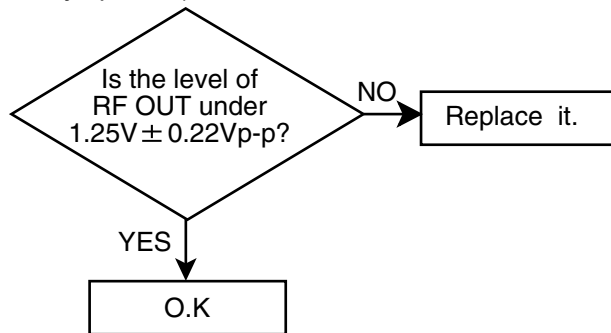 Is the level of
RF OUT under
1.25V ± 0.22Vp-p?
NO
Replace it.
YES
O.K